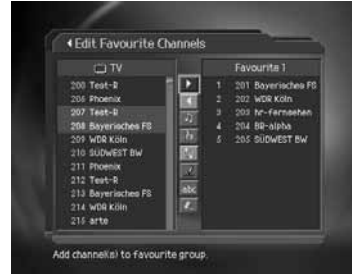 Edit Favourite Channels
TV
200 Test-R
206 Phoenix
207 Test-R
208 Bayerisches FS
209 WDR Köln
210 SÜDWEST BW
211 Phoenix
212 Test-R
213 Bayerisches FS
214 WDR Köln
215 arte
abc
Favourite 1
1 201 Bayerisches FS
2 202 WDR Köln
3 203 hr-fernsehen
4 204 BR-alpha
5 205 SÜDWEST BW
Add channel(s) to favourite group.